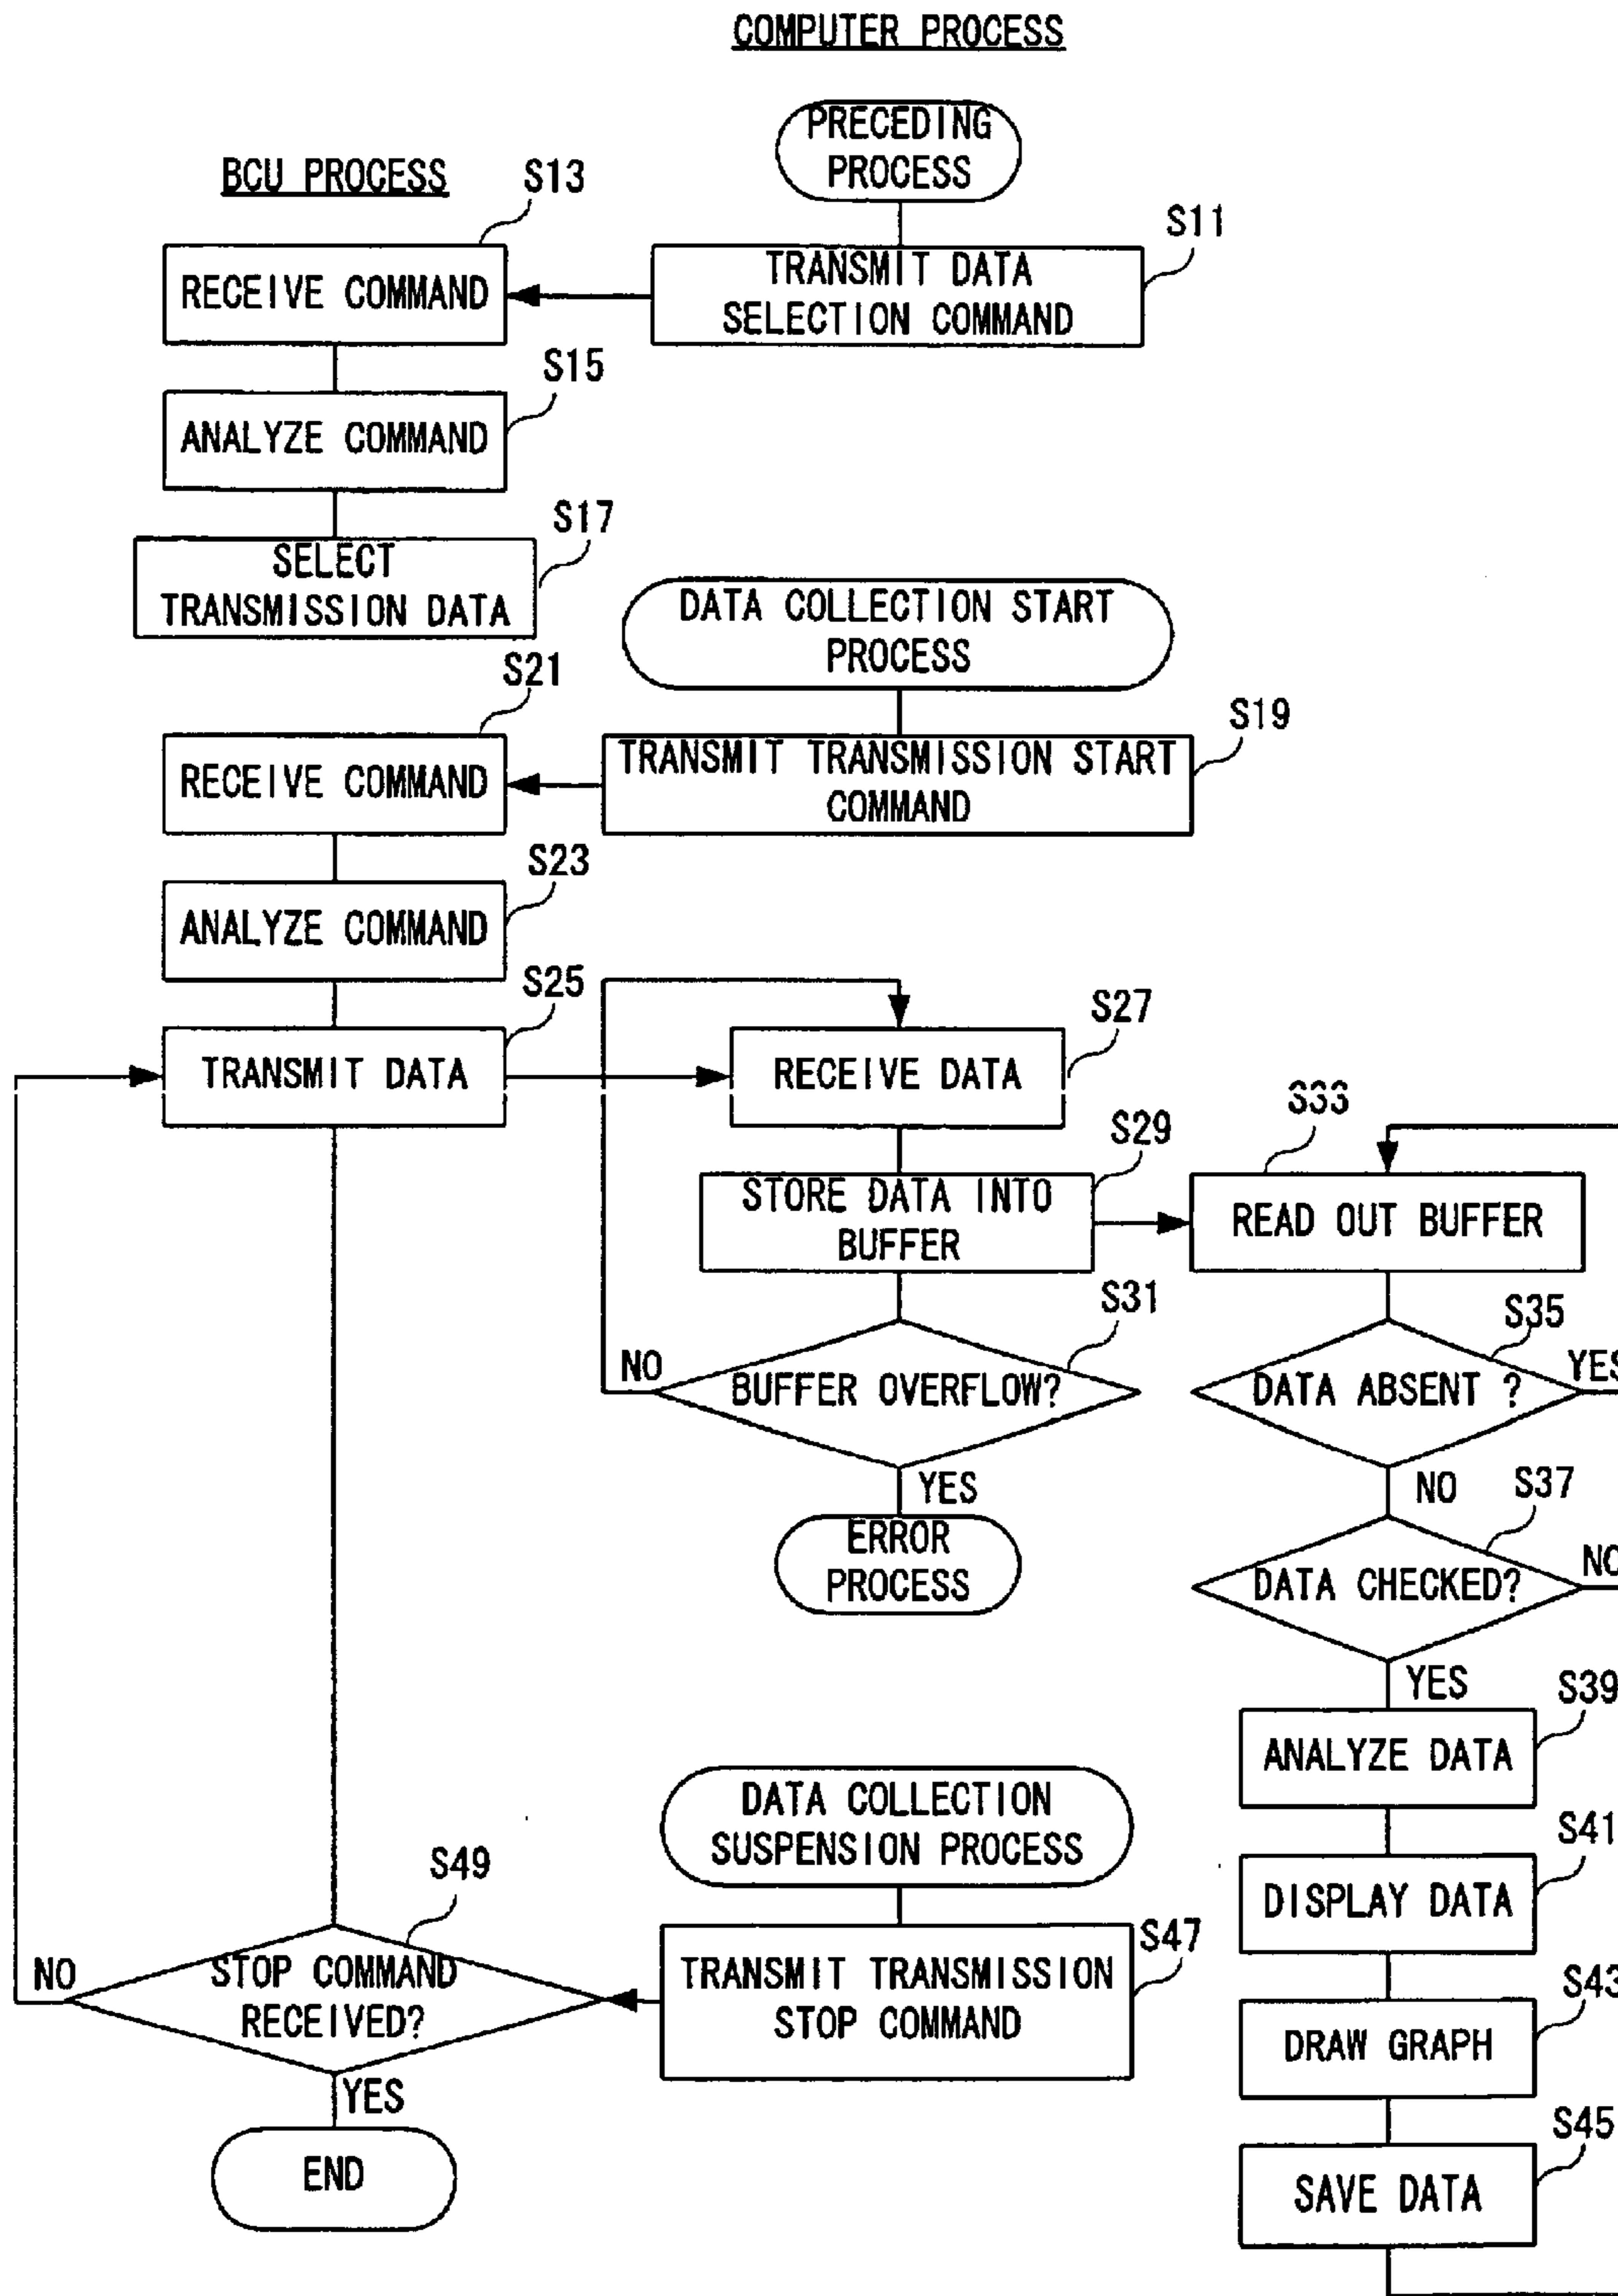 COMPUTER PROCESS
PRECEDING
PROCESS
BCU PROCESS
S13
S11
RECEIVE COMMAND
TRANSMIT DATA
SELECTION COMMAND
S15
ANALYZE COMMAND
S17
SELECT
TRANSMISSION DATA
DATA COLLECTION START
PROCESS
S21
S19
RECEIVE COMMAND
TRANSMIT TRANSMISSION START
COMMAND
S23
ANALYZE COMMAND
S25
S27
TRANSMIT DATA
RECEIVE DATA
S33
S29
STORE DATA INTO
BUFFER
READ OUT BUFFER
S31
S35
NO
BUFFER OVERFLOW?
DATA ABSENT ?
YES
YES
NO
S37
ERROR
PROCESS
DATA CHECKED?
NO
YES
S39
ANALYZE DATA
DATA COLLECTION
SUSPENSION PROCESS
S41
DISPLAY DATA
S49
S47
NO
STOP COMMAND
RECEIVED?
TRANSMIT TRANSMISSION
STOP COMMAND
S43
DRAW GRAPH
YES
S45
END
SAVE DATA